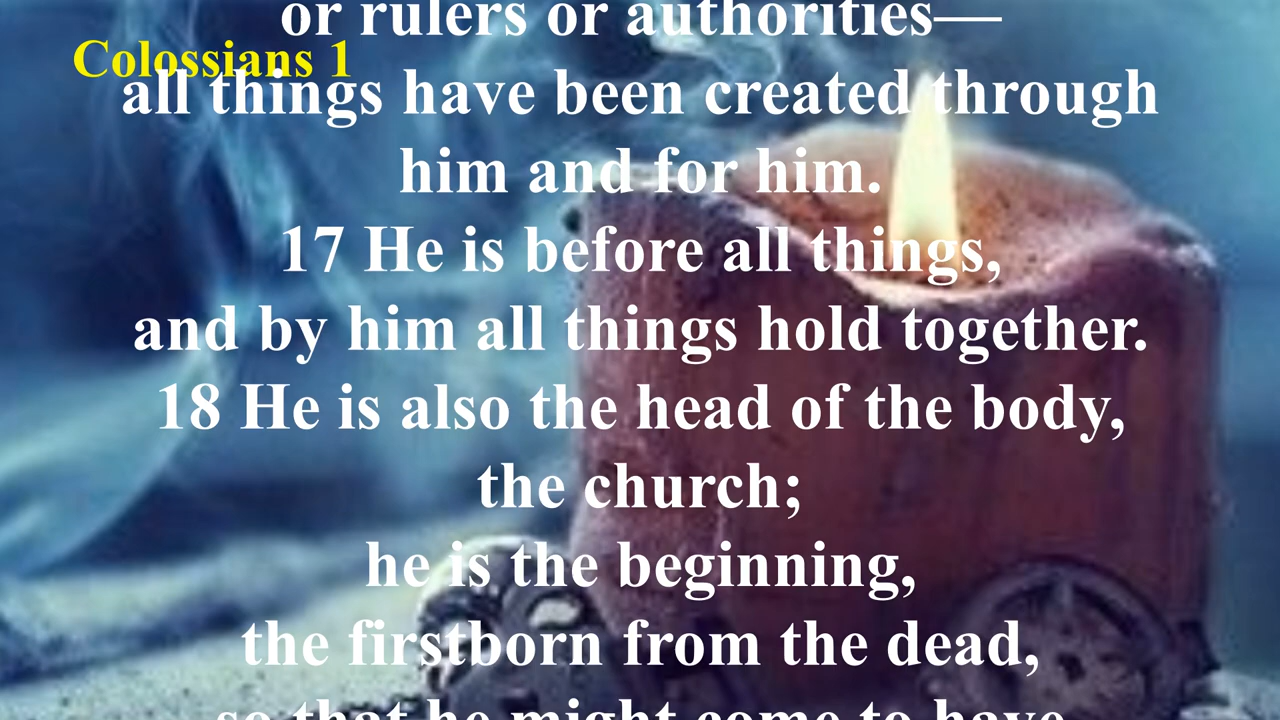 or rulers or authorities—
Colossians 1
all things have been created through
him and for him.
17 He is before all things,
and by him all things hold together.
18 He is also the head of the body,
the church;
he is the beginning,
the firstborn from the dead,
so that he might come to have